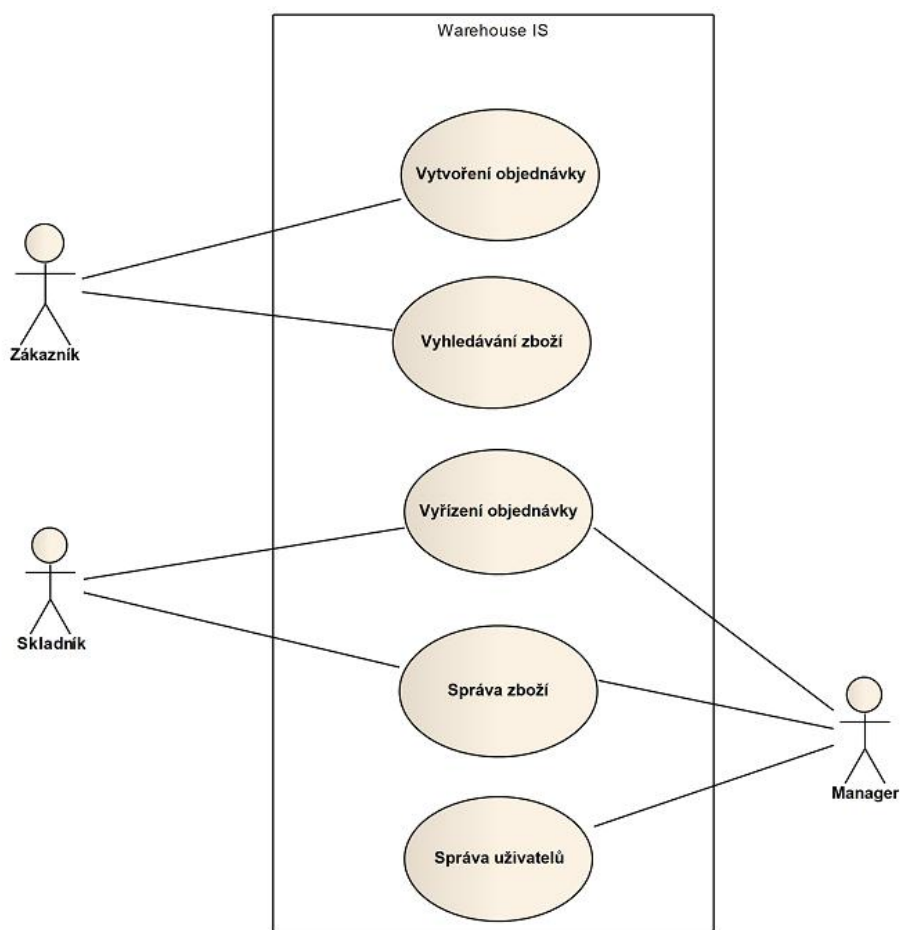 Warehouse IS
Vytvoření objednávky
Zákazník
Vyhledávání zboží
Vyřízení objednávky
Skladník
Správa zboží
Manager
Správa uživatelů